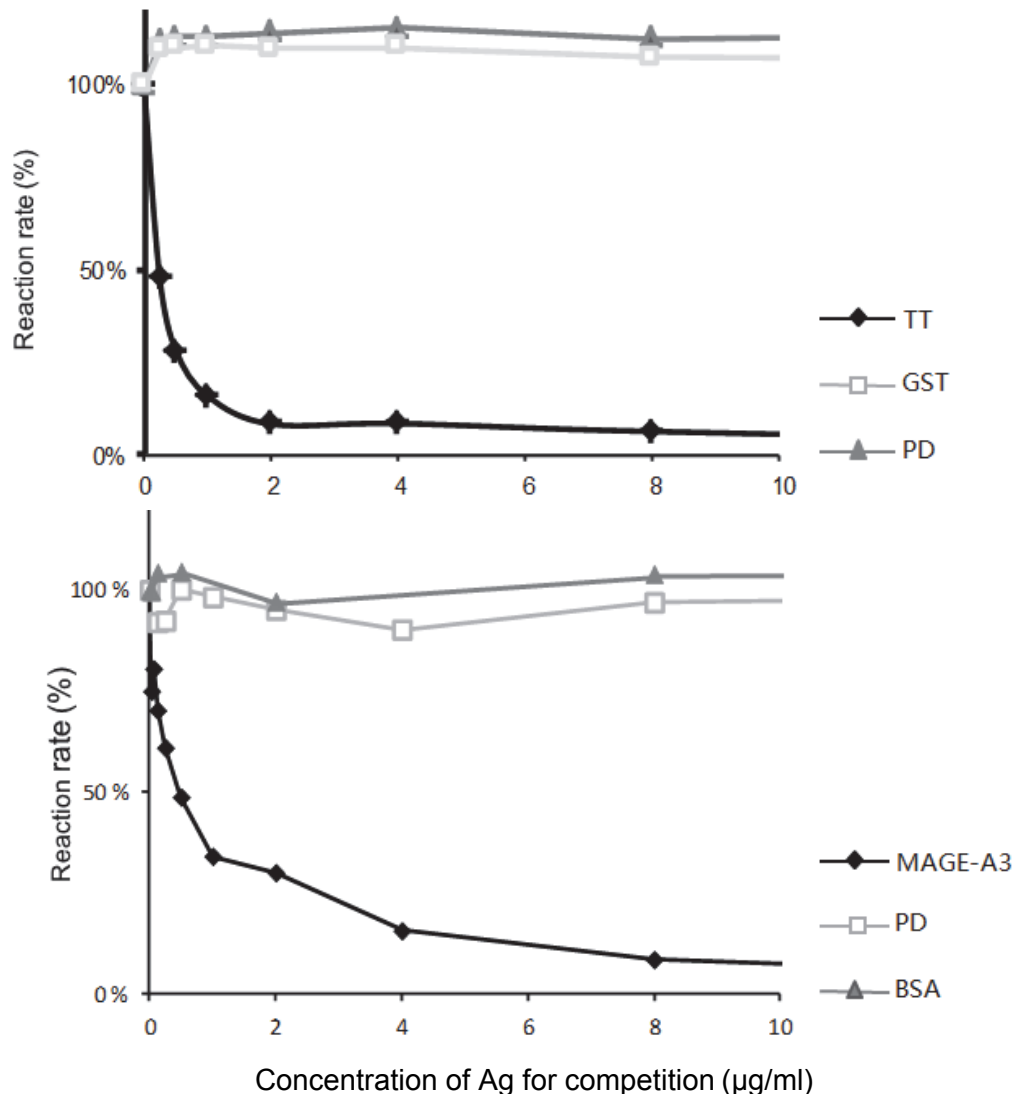 Reaction rate (%)
100%
50%
0%
0 2 4 6 8 10
TT
GST
PD
Reaction rate (%)
100 %
50 %
0 %
0 2 4 6 8 10
MAGE-A3
PD
BSA
Concentration of Ag for competition (µg/ml)